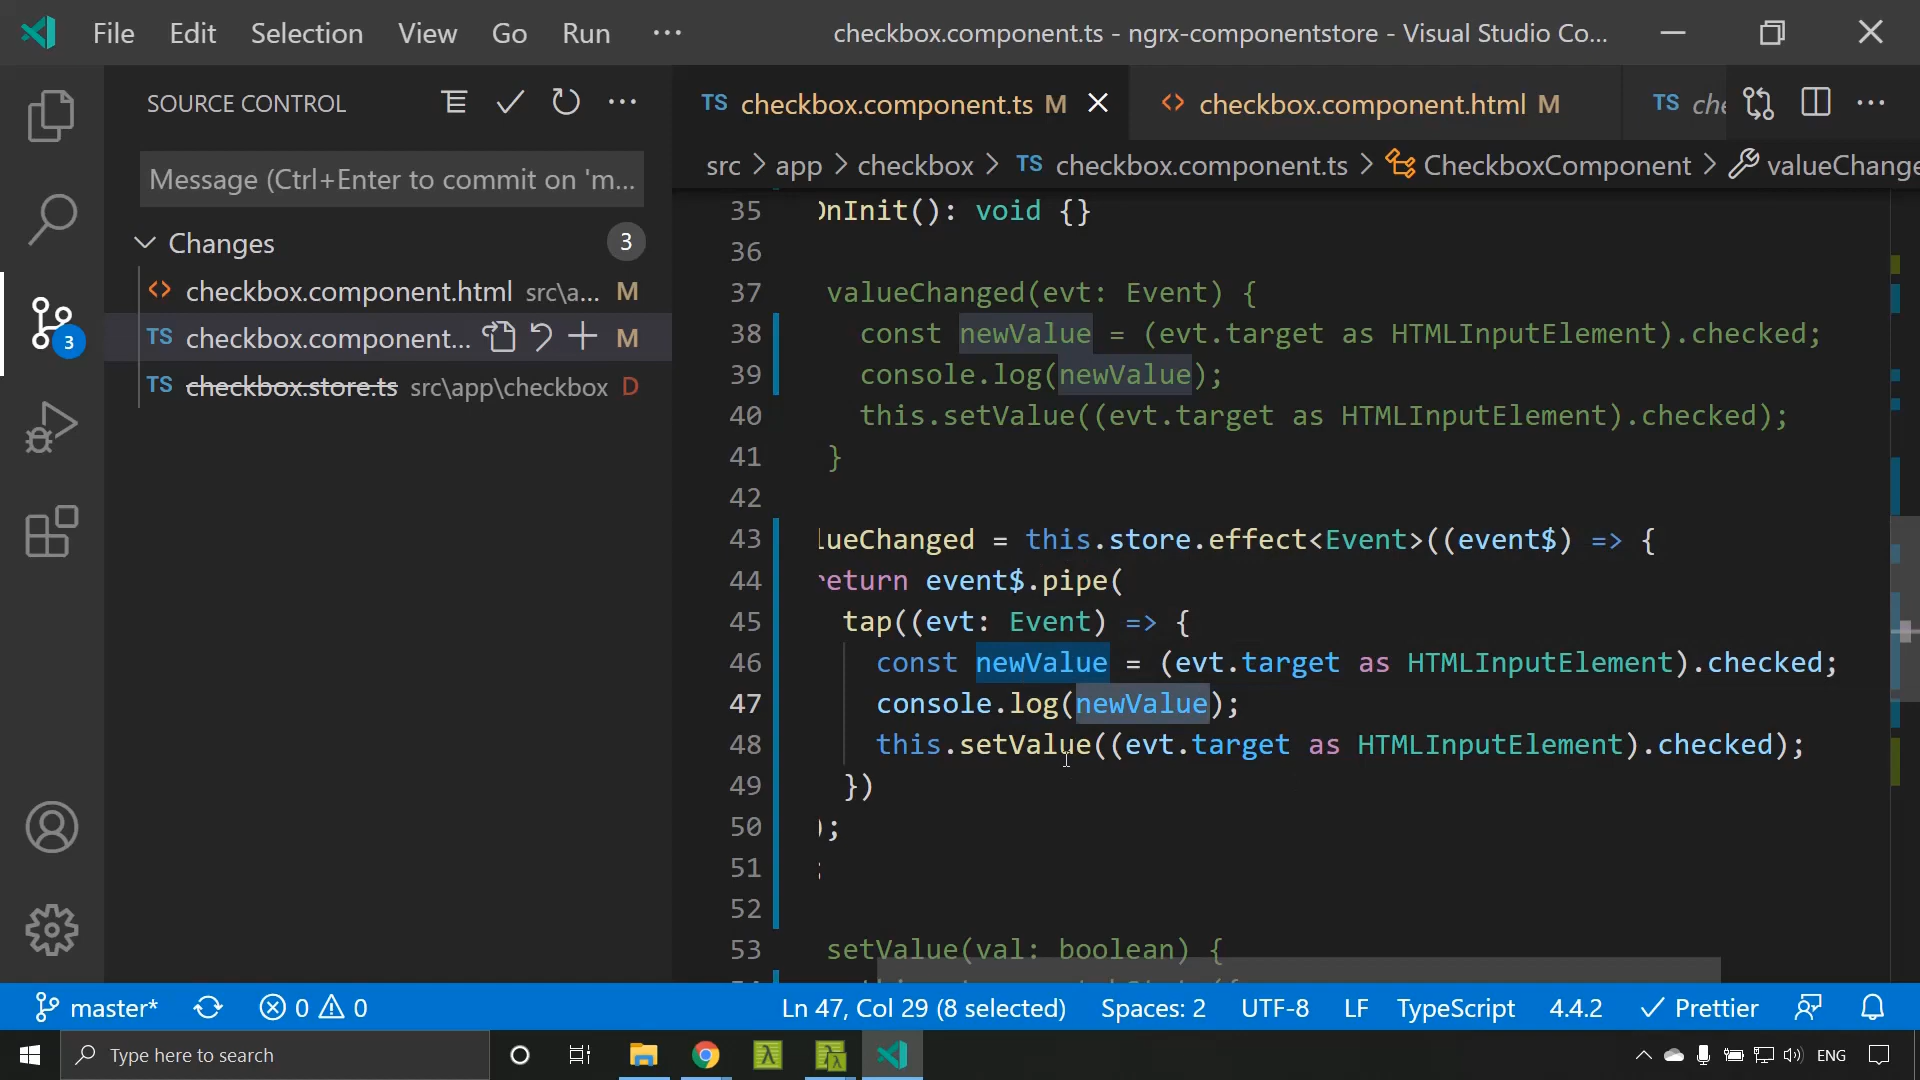 File Edit Selection View Go Run ··· checkbox.component.ts - ngrx-componentstore - Visual Studio Co...
SOURCE CONTROL
TS checkbox.component.ts M
<> checkbox.component.html M
TS che
Message (Ctrl+Enter to commit on 'm...
src > app > checkbox > TS checkbox.component.ts > CheckboxComponent > valueChange
Changes 3
<> checkbox.component.html src\a... M
TS checkbox.component... M
TS checkbox.store.ts src\app\checkbox D
3
35 OnInit(): void {}
36
37 valueChanged(evt: Event) {
38 const newValue = (evt.target as HTMLInputElement).checked;
39 console.log(newValue);
40 this.setValue((evt.target as HTMLInputElement).checked);
41 }
42
43 lueChanged = this.store.effect<Event>((event$) => {
44 return event$.pipe(
45 tap((evt: Event) => {
46 const newValue = (evt.target as HTMLInputElement).checked;
47 console.log(newValue);
48 this.setValue((evt.target as HTMLInputElement).checked);
49 })
50 );
51 ;
52
53 setValue(val: boolean) {
master* 0 0 Ln 47, Col 29 (8 selected) Spaces: 2 UTF-8 LF TypeScript 4.4.2 Prettier
Type here to search
ENG